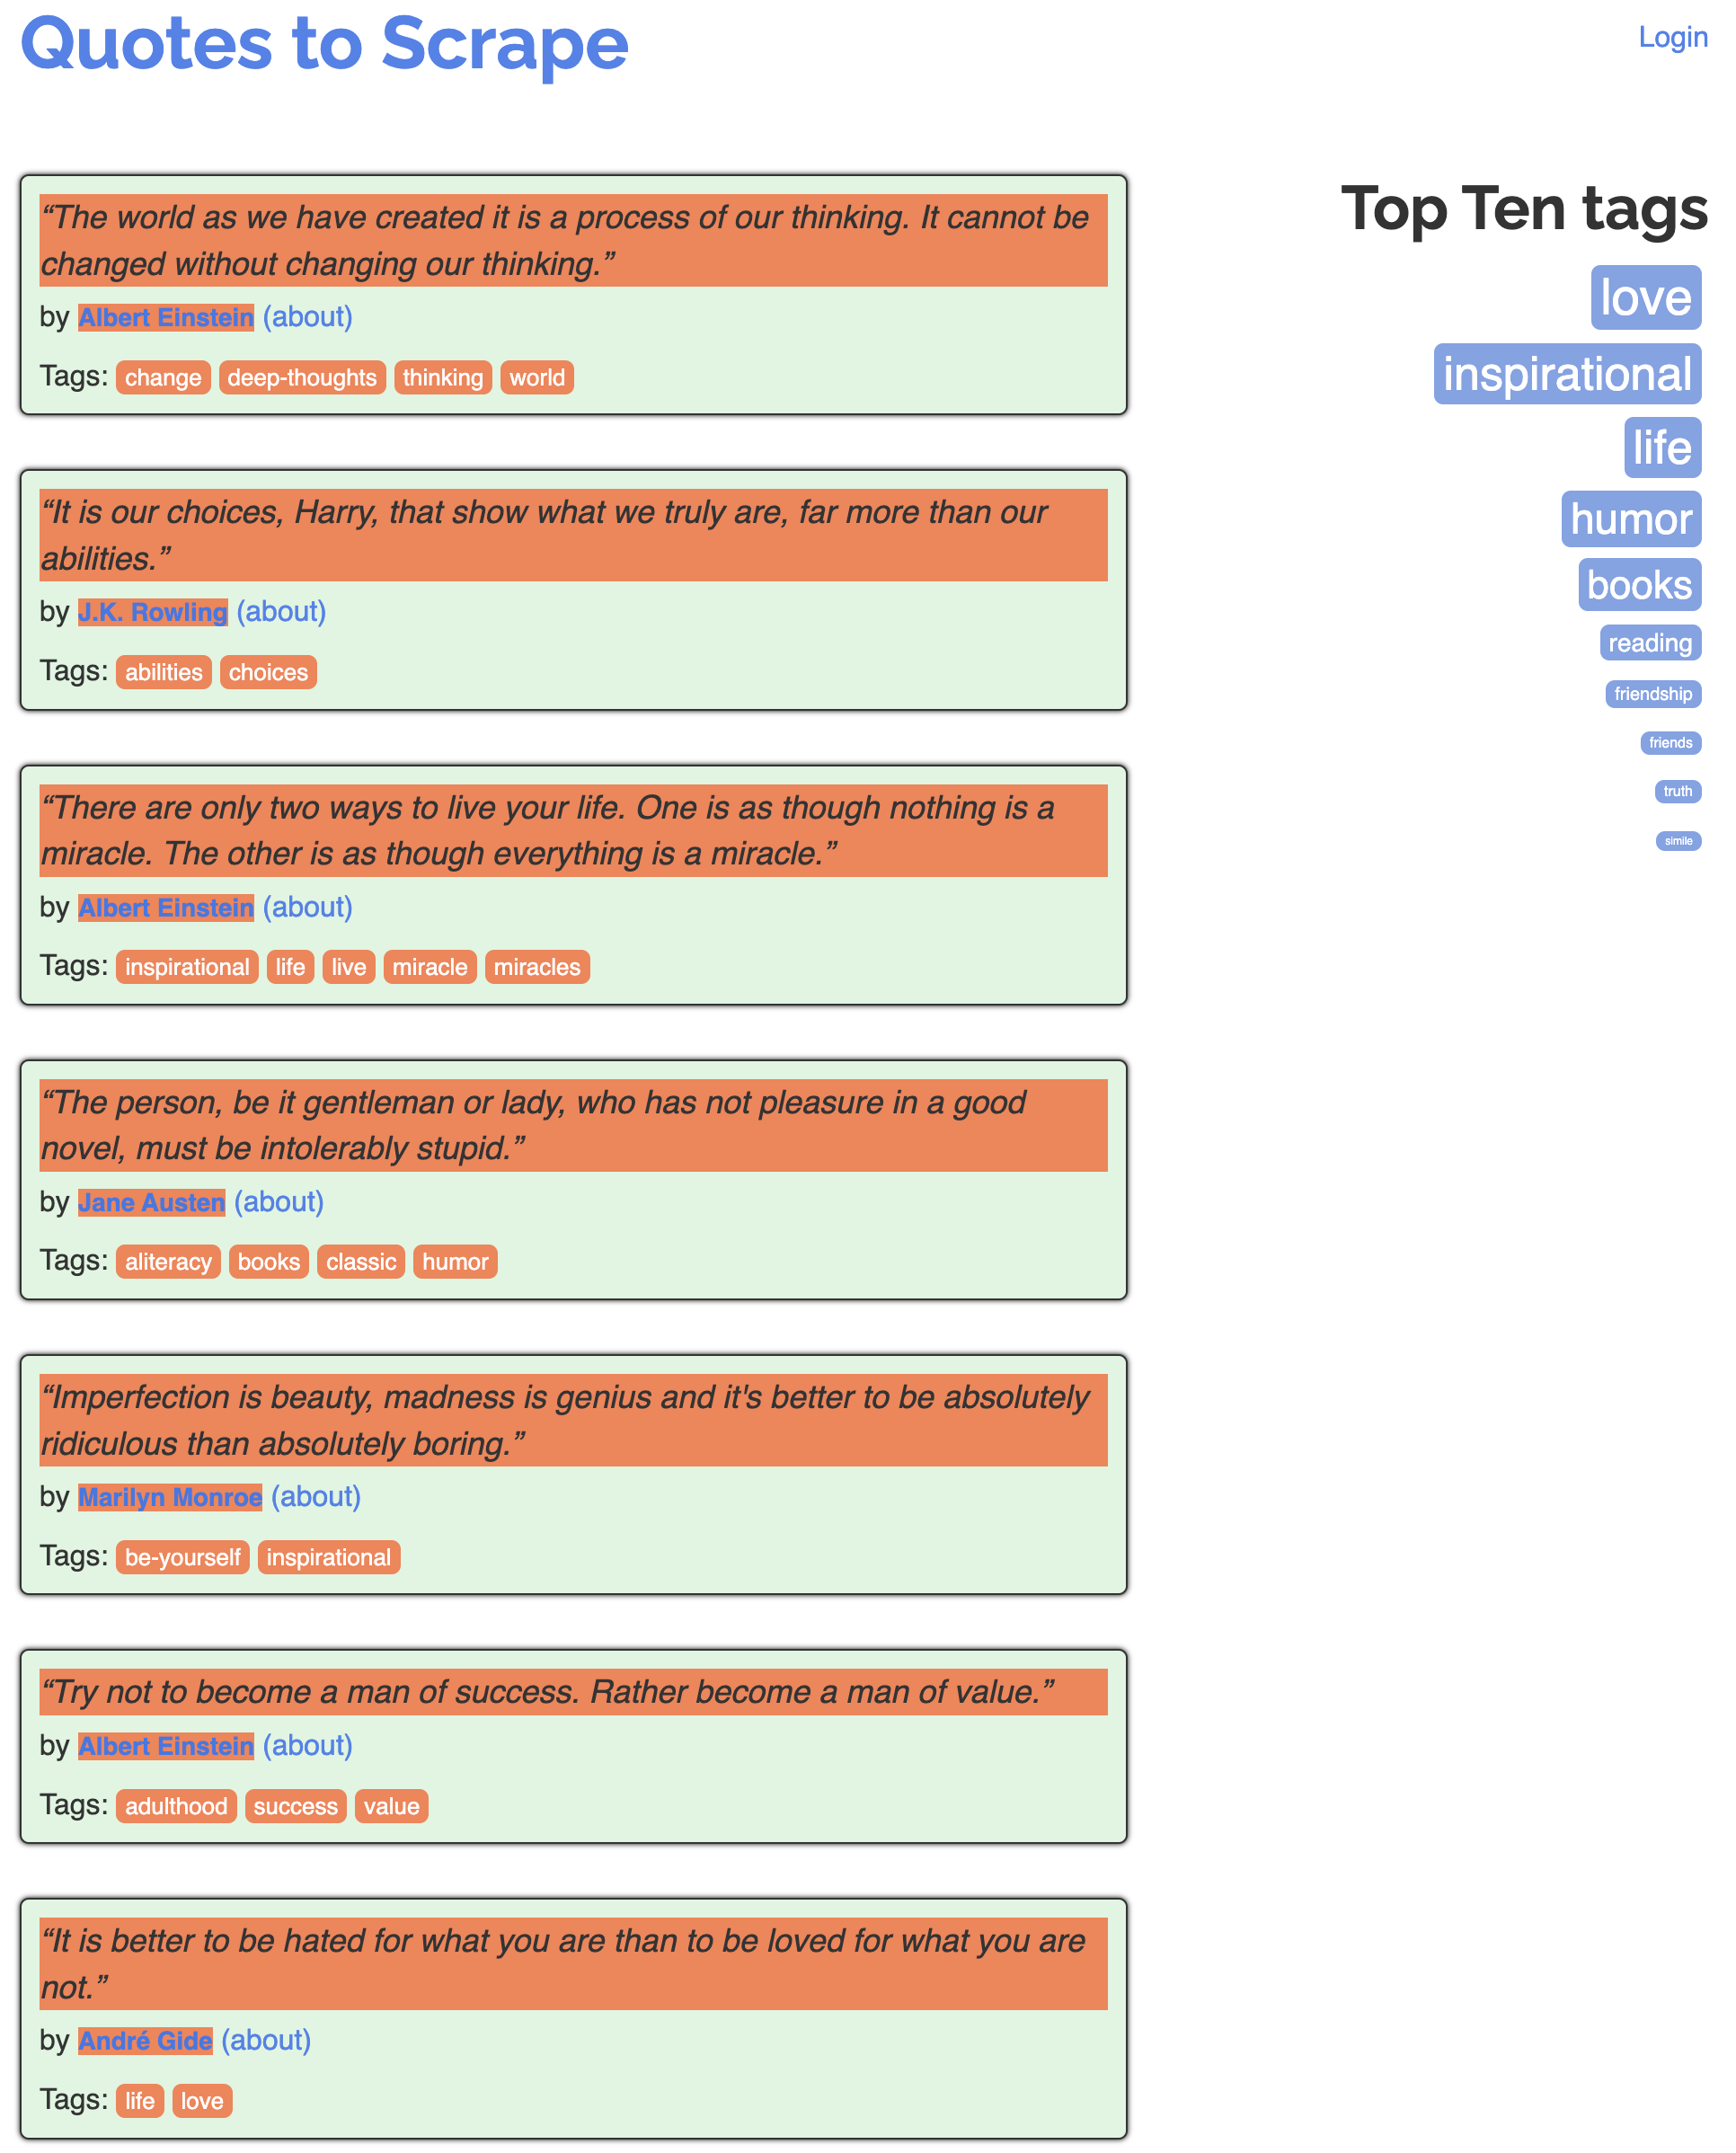 Quotes to Scrape
Login
“The world as we have created it is a process of our thinking. It cannot be
changed without changing our thinking.”
by Albert Einstein (about)
Tags: change deep-thoughts thinking world
“It is our choices, Harry, that show what we truly are, far more than our
abilities.”
by J.K. Rowling (about)
Tags: abilities choices
“There are only two ways to live your life. One is as though nothing is a
miracle. The other is as though everything is a miracle.”
by Albert Einstein (about)
Tags: inspirational life live miracle miracles
“The person, be it gentleman or lady, who has not pleasure in a good
novel, must be intolerably stupid.”
by Jane Austen (about)
Tags: aliteracy books classic humor
“Imperfection is beauty, madness is genius and it's better to be absolutely
ridiculous than absolutely boring.”
by Marilyn Monroe (about)
Tags: be-yourself inspirational
“Try not to become a man of success. Rather become a man of value.”
by Albert Einstein (about)
Tags: adulthood success value
“It is better to be hated for what you are than to be loved for what you are
not.”
by André Gide (about)
Tags: life love
Top Ten tags
love
inspirational
life
humor
books
reading
friendship
friends
truth
simile